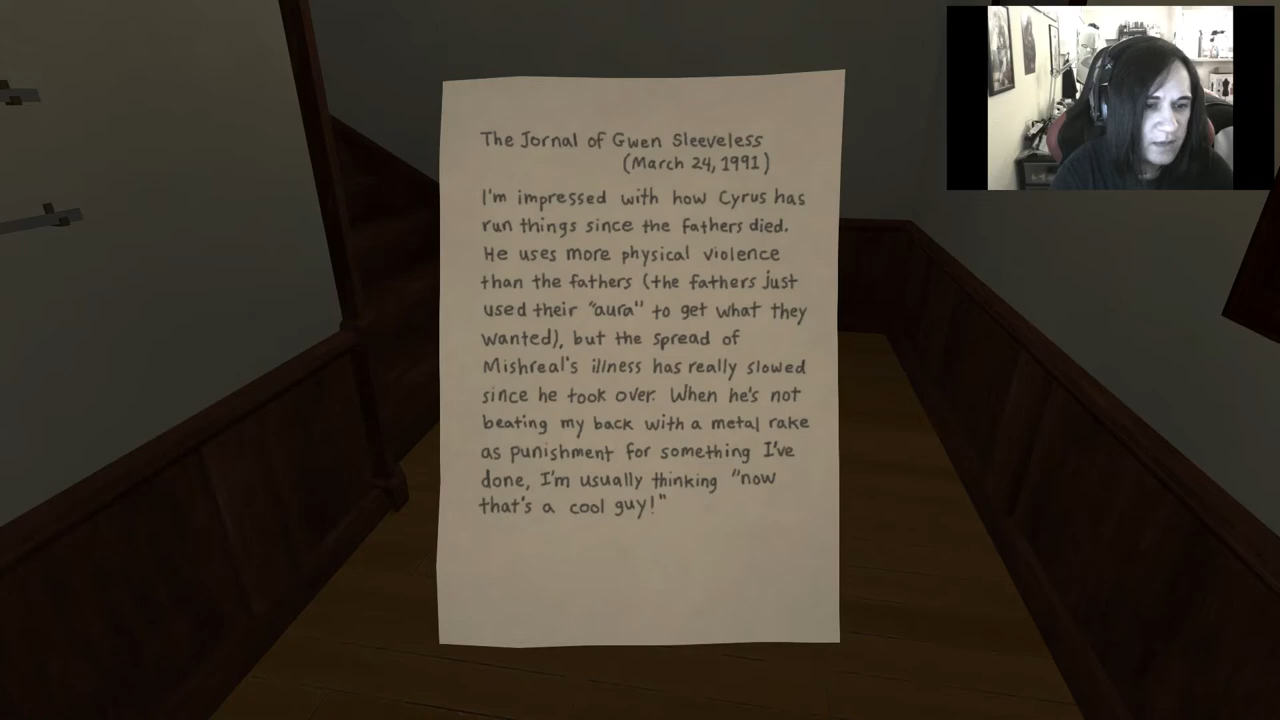 The Jornal of Gwen Sleeveless
(March 24, 1991)
I'm impressed with how Cyrus has
run things since the fathers died.
He uses more physical violence
than the fathers (the fathers just
used their "aura" to get what they
wanted), but the spread of
Mishreal's illness has really slowed
since he took over. When he's not
beating my back with a metal rake
as punishment for something I've
done, I'm usually thinking "now
that's a cool guy!"